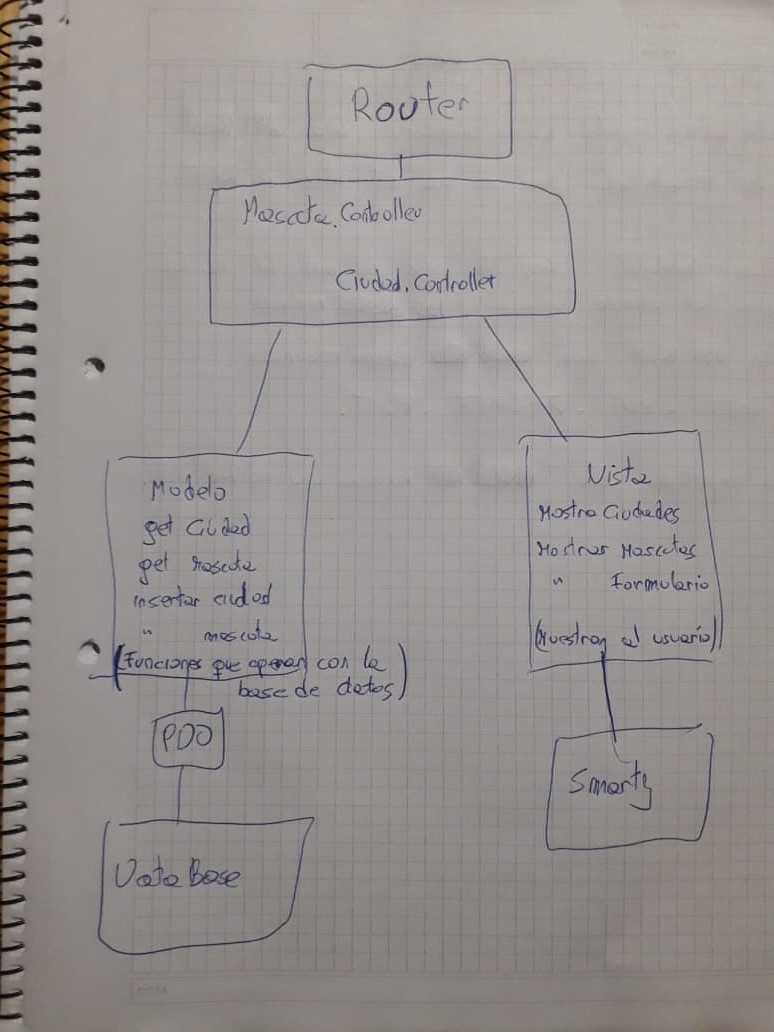 Router
Mascota.Controller
Ciudad.Controller
Modelo
get Ciudad
get Mascota
insertar ciudad
" mascota
(Funciones que operan con la
base de datos)
PDO
Data Base
Vista
Mostra Ciudades
Mostrar Mascotas
" Formulario
(Muestran al usuario)
Smarty
NOTA